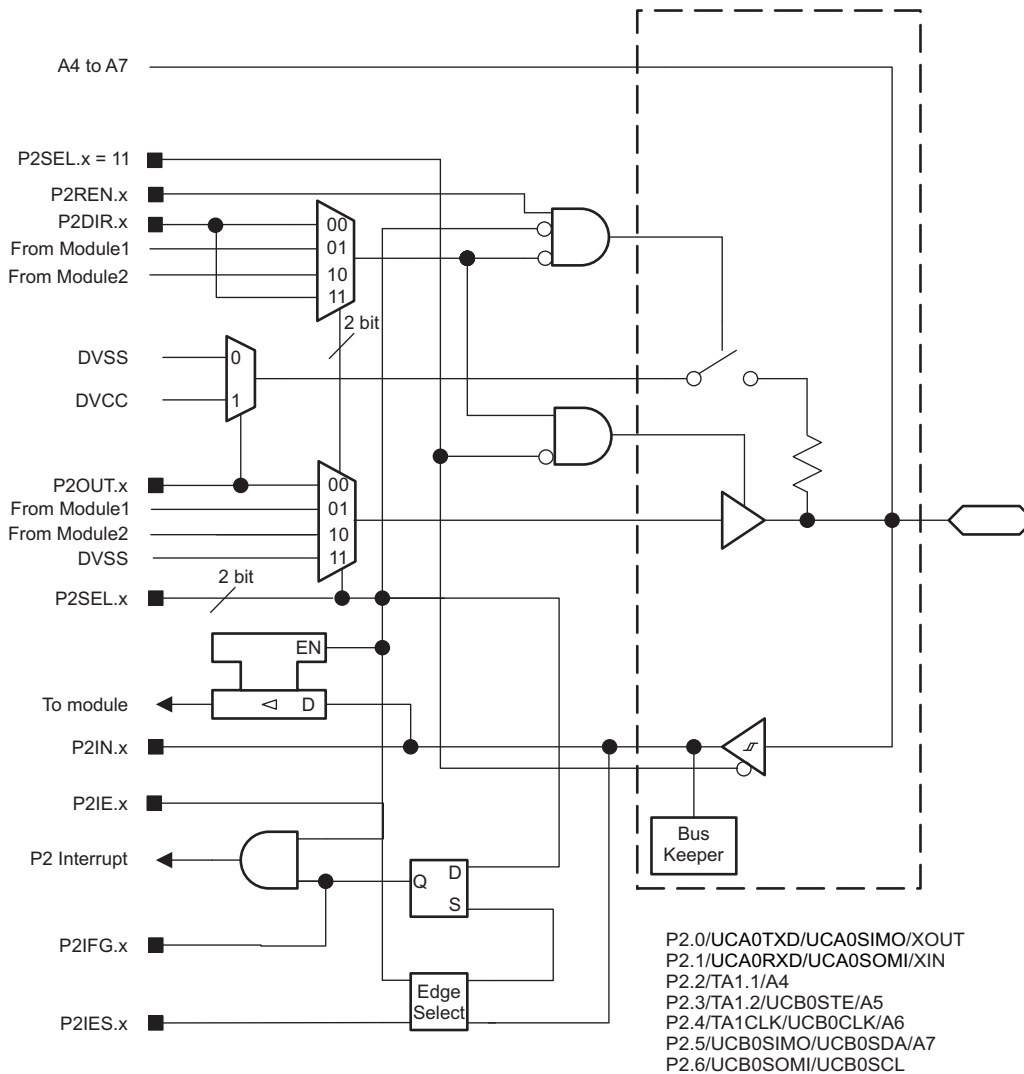 A4 to A7
P2SEL.x = 11
P2REN.x
P2DIR.x
From Module1
From Module2
00
01
10
11
2 bit
DVSS
DVCC
0
1
P2OUT.x
From Module1
From Module2
DVSS
00
01
10
11
2 bit
P2SEL.x
EN
To module
D
P2IN.x
P2IE.x
Bus
Keeper
P2 Interrupt
Q
D
S
P2IFG.x
Edge
Select
P2IES.x
P2.0/UCA0TXD/UCA0SIMO/XOUT
P2.1/UCA0RXD/UCA0SOMI/XIN
P2.2/TA1.1/A4
P2.3/TA1.2/UCB0STE/A5
P2.4/TA1CLK/UCB0CLK/A6
P2.5/UCB0SIMO/UCB0SDA/A7
P2.6/UCB0SOMI/UCB0SCL